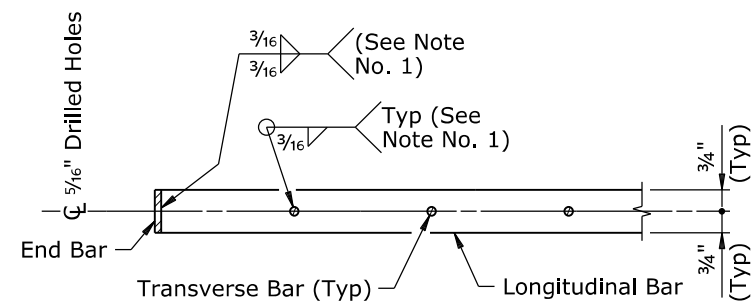 3/16
3/16
(See Note
No. 1)
Typ (See
Note No. 1)
3/16
℄ 5/16" Drilled Holes
3/4"
(Typ)
3/4"
(Typ)
End Bar
Transverse Bar (Typ)
Longitudinal Bar